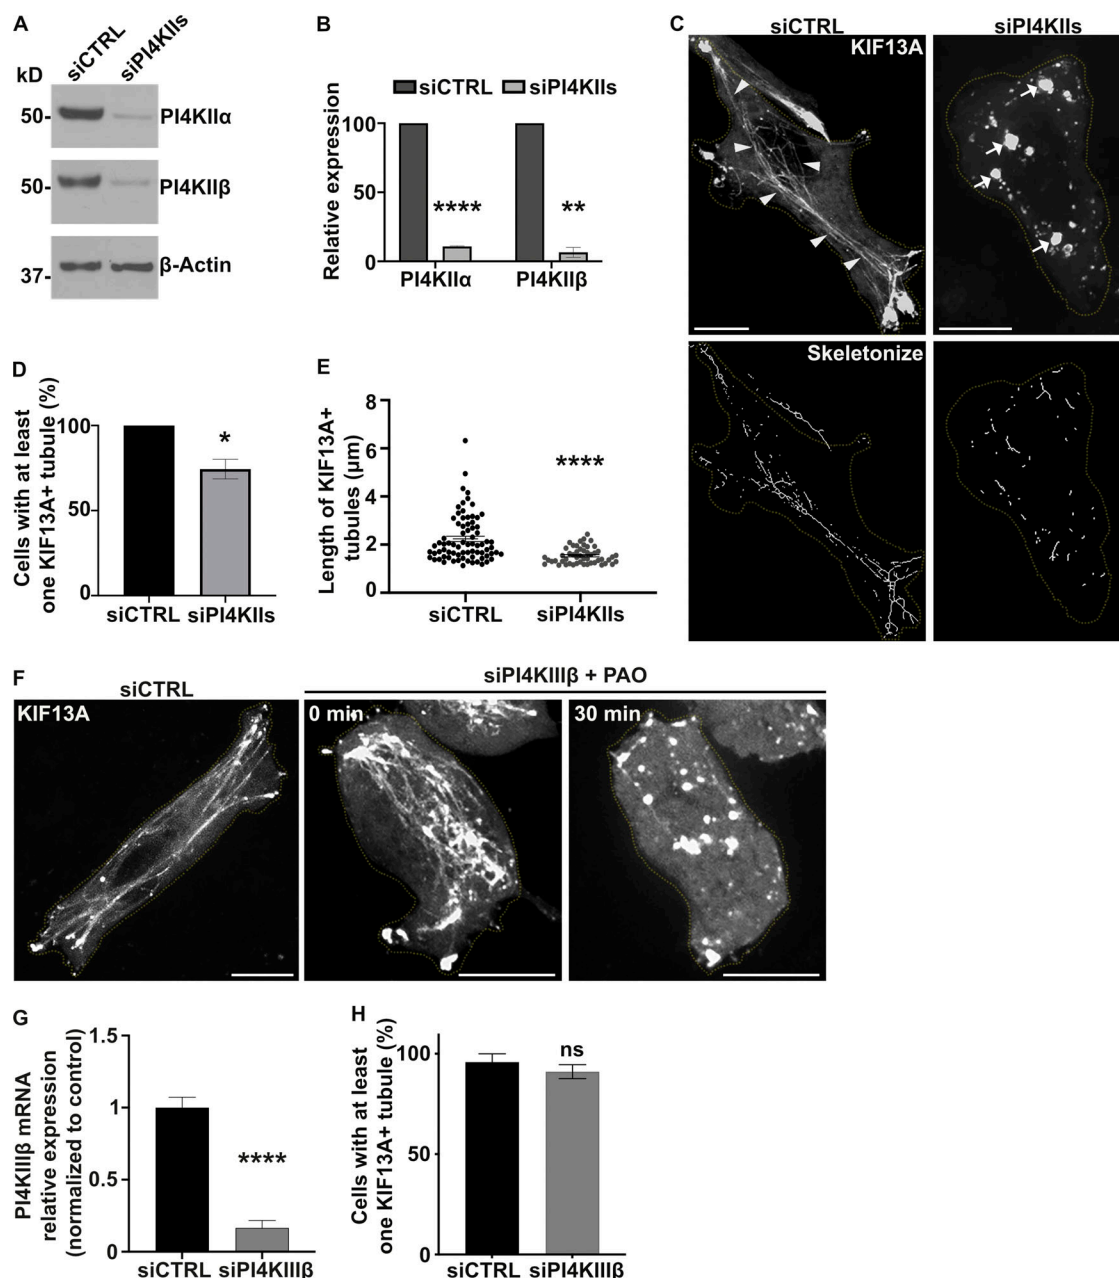 A
siCTRL
siPI4KIIs
kD
50-
PI4KIIα
50-
PI4KIIβ
37-
β-Actin
B
siCTRL siPI4KIIs
Relative expression
100
50
0
****
**
PI4KIIα PI4KIIβ
C
siCTRL siPI4KIIs
KIF13A
Skeletonize
D
Cells with at least
one KIF13A+ tubule (%)
100
50
0
*
siCTRL siPI4KIIs
E
Length of KIF13A+
tubules (µm)
8
6
4
2
0
****
siCTRL siPI4KIIs
F
siCTRL
siPI4KIIIβ + PAO
KIF13A
0 min
30 min
G
PI4KIIIβ mRNA
relative expression
(normalized to control)
1.5
1
0.5
0
****
siCTRL siPI4KIIIβ
H
Cells with at least
one KIF13A+ tubule (%)
100
50
0
ns
siCTRL siPI4KIIIβ